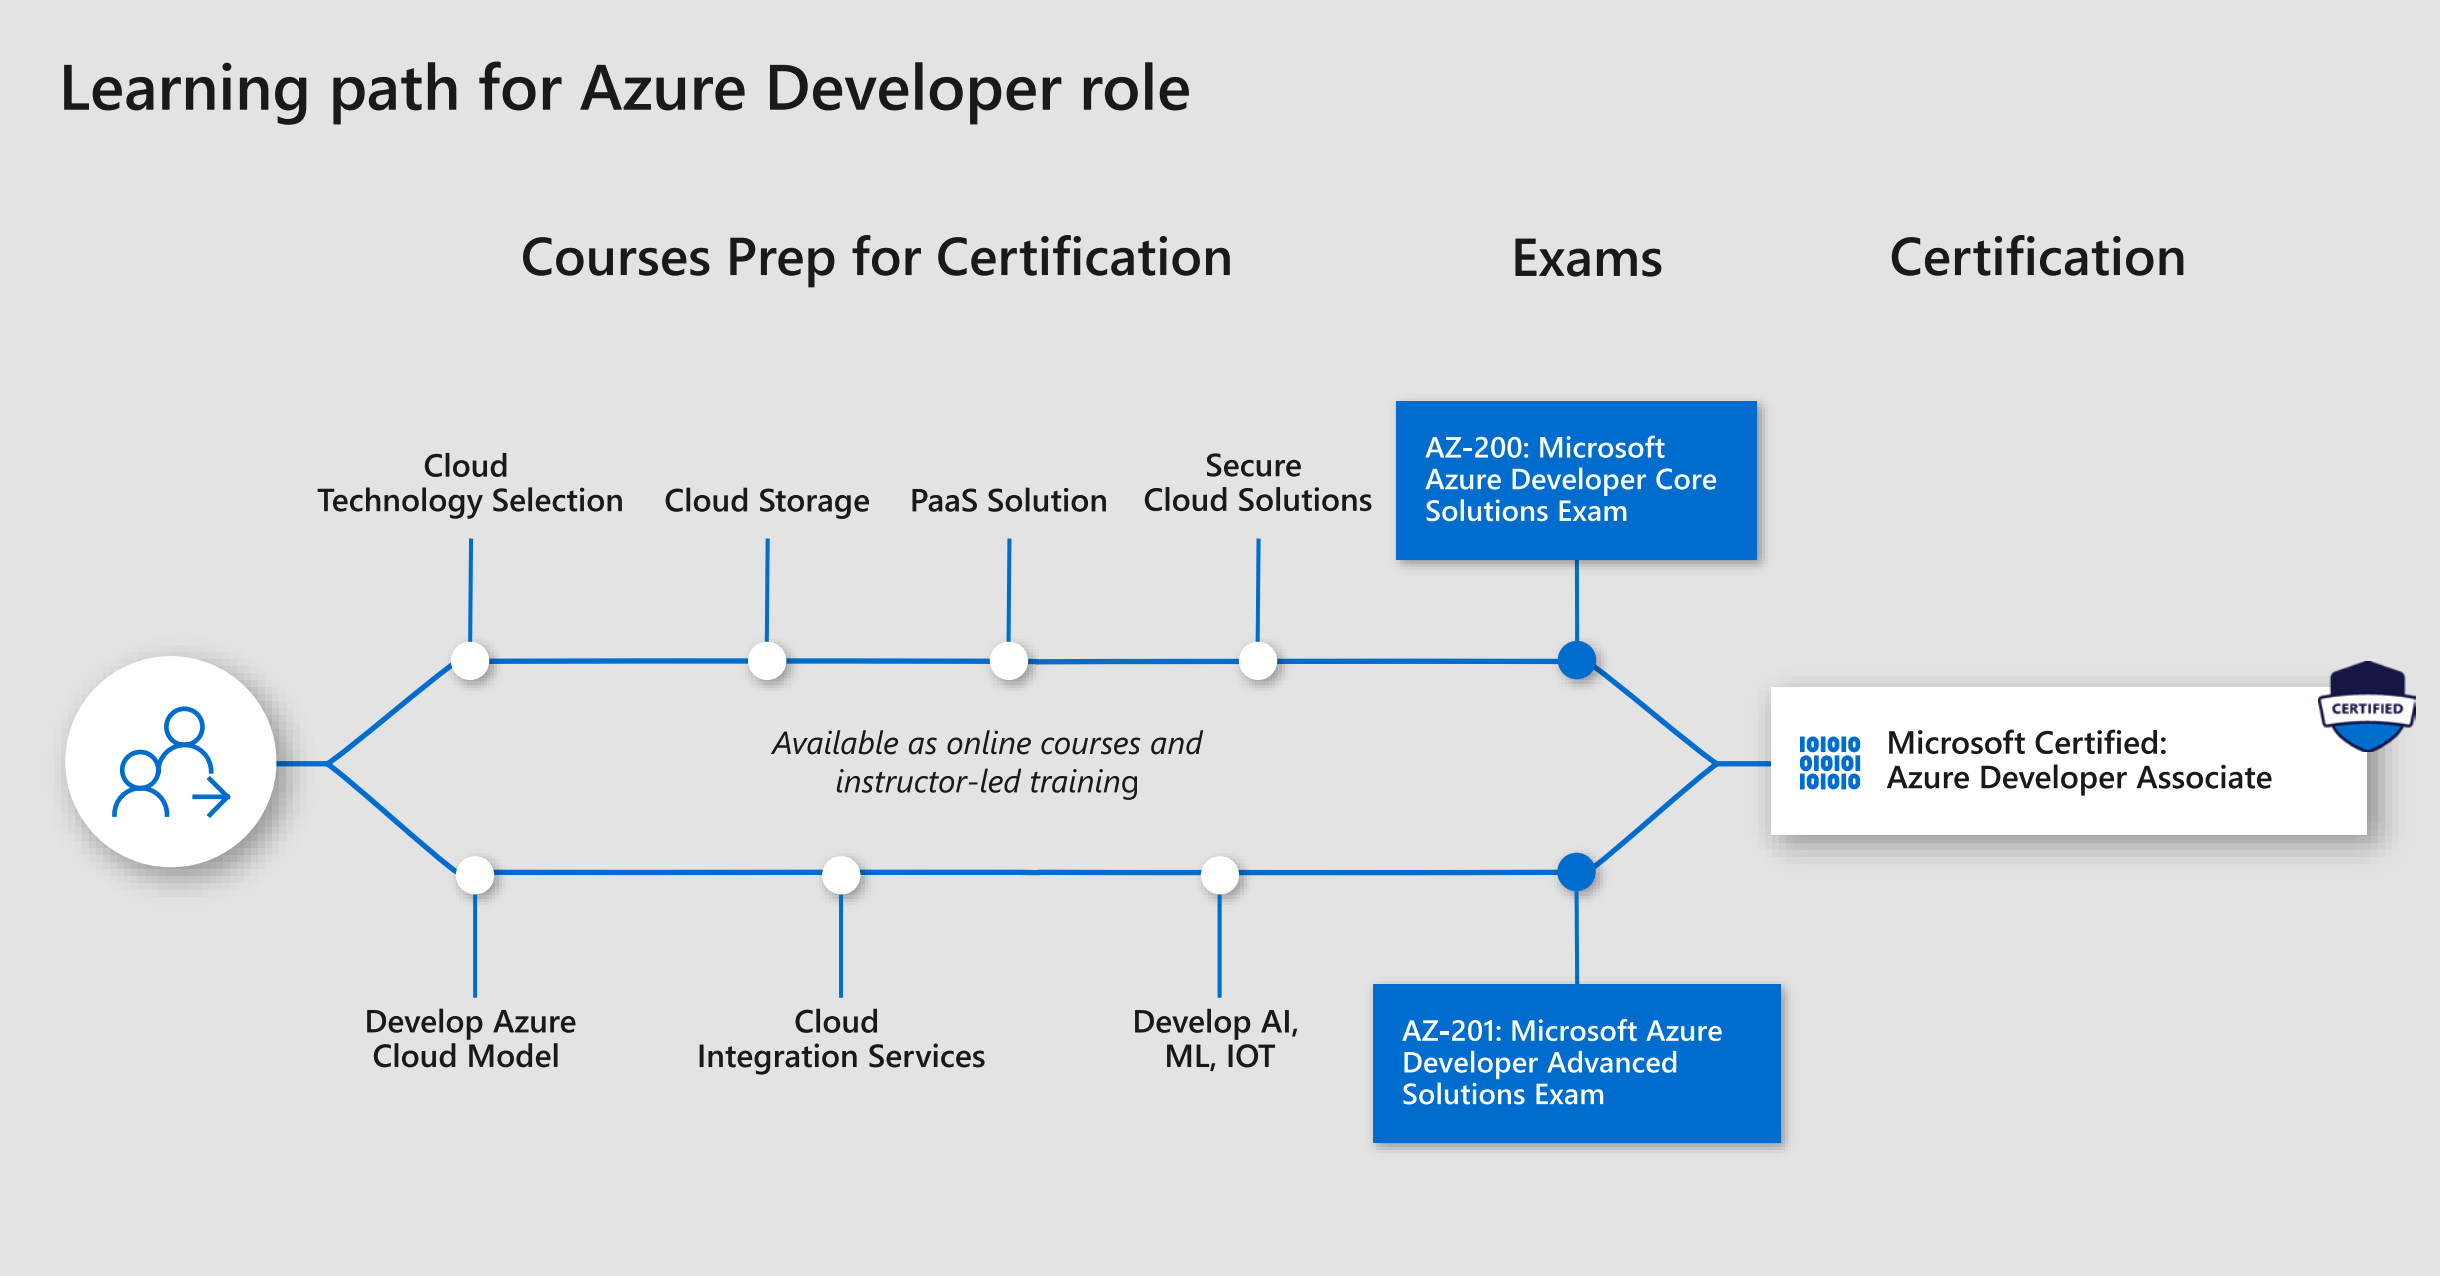 Learning path for Azure Developer role
Courses Prep for Certification
Exams
Certification
Cloud
Technology Selection
Cloud Storage
PaaS Solution
Secure
Cloud Solutions
AZ-200: Microsoft
Azure Developer Core
Solutions Exam
Available as online courses and
instructor-led training
CERTIFIED
101010
010101
101010
Microsoft Certified:
Azure Developer Associate
Develop Azure
Cloud Model
Cloud
Integration Services
Develop AI,
ML, IOT
AZ-201: Microsoft Azure
Developer Advanced
Solutions Exam